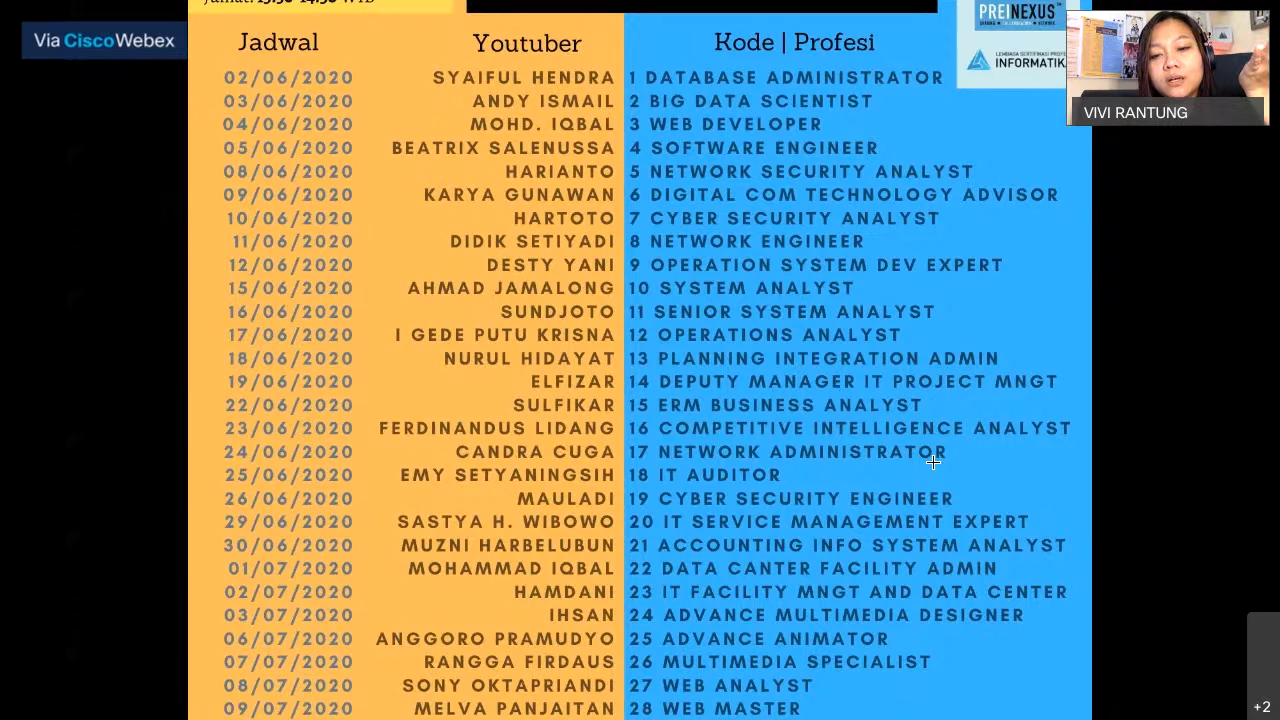 Jumat: 13.30-14.30 WIB
Via CiscoWebex
PREINEXUS™
LEMBAGA SERTIFIKASI PROFE
INFORMATIK
VIVI RANTUNG
Jadwal Youtuber Kode | Profesi
02/06/2020 SYAIFUL HENDRA 1 DATABASE ADMINISTRATOR
03/06/2020 ANDY ISMAIL 2 BIG DATA SCIENTIST
04/06/2020 MOHD. IQBAL 3 WEB DEVELOPER
05/06/2020 BEATRIX SALENUSSA 4 SOFTWARE ENGINEER
08/06/2020 HARIANTO 5 NETWORK SECURITY ANALYST
09/06/2020 KARYA GUNAWAN 6 DIGITAL COM TECHNOLOGY ADVISOR
10/06/2020 HARTOTO 7 CYBER SECURITY ANALYST
11/06/2020 DIDIK SETIYADI 8 NETWORK ENGINEER
12/06/2020 DESTY YANI 9 OPERATION SYSTEM DEV EXPERT
15/06/2020 AHMAD JAMALONG 10 SYSTEM ANALYST
16/06/2020 SUNDJOTO 11 SENIOR SYSTEM ANALYST
17/06/2020 I GEDE PUTU KRISNA 12 OPERATIONS ANALYST
18/06/2020 NURUL HIDAYAT 13 PLANNING INTEGRATION ADMIN
19/06/2020 ELFIZAR 14 DEPUTY MANAGER IT PROJECT MNGT
22/06/2020 SULFIKAR 15 ERM BUSINESS ANALYST
23/06/2020 FERDINANDUS LIDANG 16 COMPETITIVE INTELLIGENCE ANALYST
24/06/2020 CANDRA CUGA 17 NETWORK ADMINISTRATOR
25/06/2020 EMY SETYANINGSIH 18 IT AUDITOR
26/06/2020 MAULADI 19 CYBER SECURITY ENGINEER
29/06/2020 SASTYA H. WIBOWO 20 IT SERVICE MANAGEMENT EXPERT
30/06/2020 MUZNI HARBELUBUN 21 ACCOUNTING INFO SYSTEM ANALYST
01/07/2020 MOHAMMAD IQBAL 22 DATA CANTER FACILITY ADMIN
02/07/2020 HAMDANI 23 IT FACILITY MNGT AND DATA CENTER
03/07/2020 IHSAN 24 ADVANCE MULTIMEDIA DESIGNER
06/07/2020 ANGGORO PRAMUDYO 25 ADVANCE ANIMATOR
07/07/2020 RANGGA FIRDAUS 26 MULTIMEDIA SPECIALIST
08/07/2020 SONY OKTAPRIANDI 27 WEB ANALYST
09/07/2020 MELVA PANJAITAN 28 WEB MASTER
+2